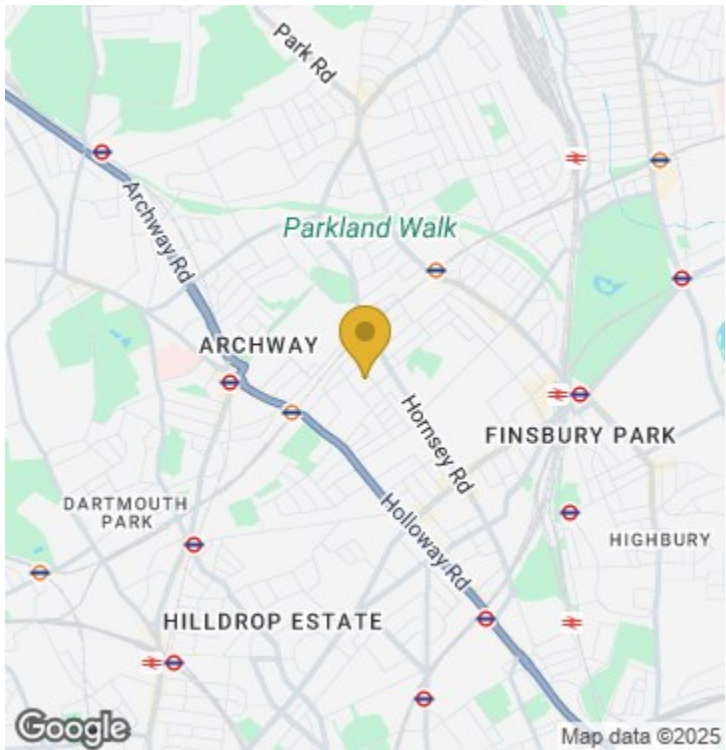 Park Rd
Archway Rd
Parkland Walk
ARCHWAY
Hornsey Rd
FINSBURY PARK
DARTMOUTH
PARK
Holloway Rd
HIGHBURY
HILLDROP ESTATE
Google
Map data ©2025